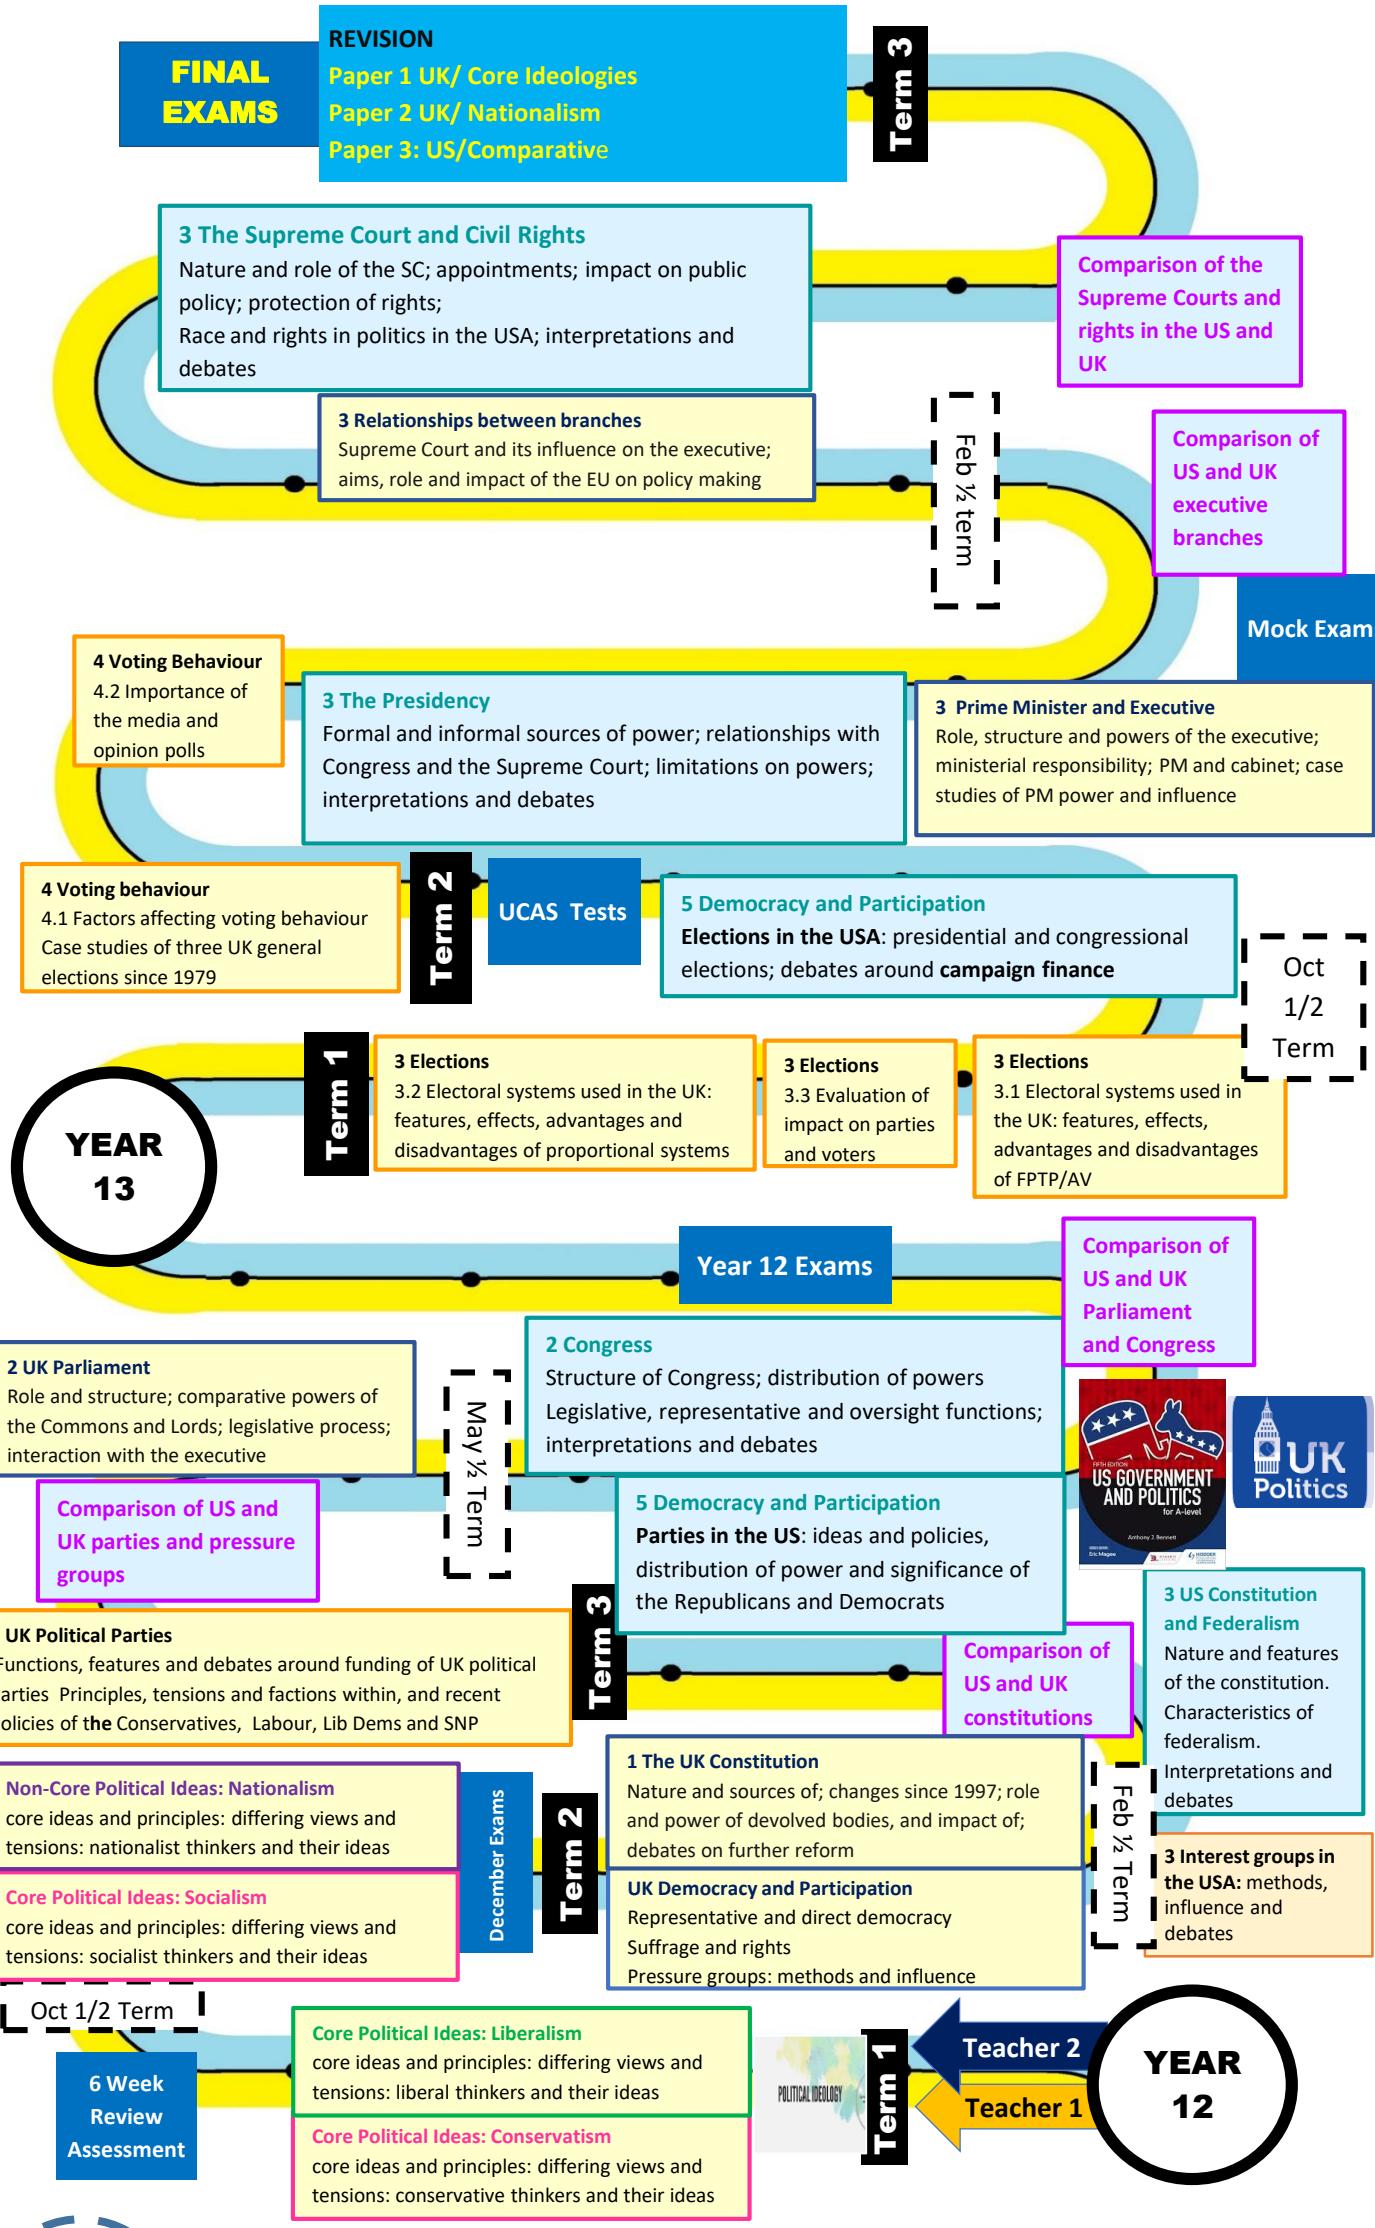 FINAL
EXAMS
REVISION
Paper 1 UK/ Core Ideologies
Paper 2 UK/ Nationalism
Paper 3: US/Comparative
Term 3
3 The Supreme Court and Civil Rights
Nature and role of the SC; appointments; impact on public
policy; protection of rights;
Race and rights in politics in the USA; interpretations and
debates
Comparison of the
Supreme Courts and
rights in the US and
UK
3 Relationships between branches
Supreme Court and its influence on the executive;
aims, role and impact of the EU on policy making
Feb ½ term
Comparison of
US and UK
executive
branches
Mock Exam
4 Voting Behaviour
4.2 Importance of
the media and
opinion polls
3 The Presidency
Formal and informal sources of power; relationships with
Congress and the Supreme Court; limitations on powers;
interpretations and debates
3 Prime Minister and Executive
Role, structure and powers of the executive;
ministerial responsibility; PM and cabinet; case
studies of PM power and influence
4 Voting behaviour
4.1 Factors affecting voting behaviour
Case studies of three UK general
elections since 1979
Term 2
UCAS Tests
5 Democracy and Participation
Elections in the USA: presidential and congressional
elections; debates around campaign finance
Oct
1/2
Term
YEAR
13
Term 1
3 Elections
3.2 Electoral systems used in the UK:
features, effects, advantages and
disadvantages of proportional systems
3 Elections
3.3 Evaluation of
impact on parties
and voters
3 Elections
3.1 Electoral systems used in
the UK: features, effects,
advantages and disadvantages
of FPTP/AV
Year 12 Exams
Comparison of
US and UK
Parliament
and Congress
2 UK Parliament
Role and structure; comparative powers of
the Commons and Lords; legislative process;
interaction with the executive
May ½ Term
2 Congress
Structure of Congress; distribution of powers
Legislative, representative and oversight functions;
interpretations and debates
FIFTH EDITION
US GOVERNMENT
AND POLITICS
for A-level
Anthony J. Bennett
Eric Magee
HODDER
UK
Politics
Comparison of US and
UK parties and pressure
groups
5 Democracy and Participation
Parties in the US: ideas and policies,
distribution of power and significance of
the Republicans and Democrats
Term 3
UK Political Parties
Functions, features and debates around funding of UK political
arties Principles, tensions and factions within, and recent
olicies of the Conservatives, Labour, Lib Dems and SNP
Comparison of
US and UK
constitutions
3 US Constitution
and Federalism
Nature and features
of the constitution.
Characteristics of
federalism.
Interpretations and
debates
Non-Core Political Ideas: Nationalism
core ideas and principles: differing views and
tensions: nationalist thinkers and their ideas
December Exams
Term 2
1 The UK Constitution
Nature and sources of; changes since 1997; role
and power of devolved bodies, and impact of;
debates on further reform
Feb ½ Term
3 Interest groups in
the USA: methods,
influence and
debates
Core Political Ideas: Socialism
core ideas and principles: differing views and
tensions: socialist thinkers and their ideas
UK Democracy and Participation
Representative and direct democracy
Suffrage and rights
Pressure groups: methods and influence
Oct 1/2 Term
6 Week
Review
Assessment
Core Political Ideas: Liberalism
core ideas and principles: differing views and
tensions: liberal thinkers and their ideas
Core Political Ideas: Conservatism
core ideas and principles: differing views and
tensions: conservative thinkers and their ideas
POLITICAL IDEOLOGY
Term 1
Teacher 2
Teacher 1
YEAR
12